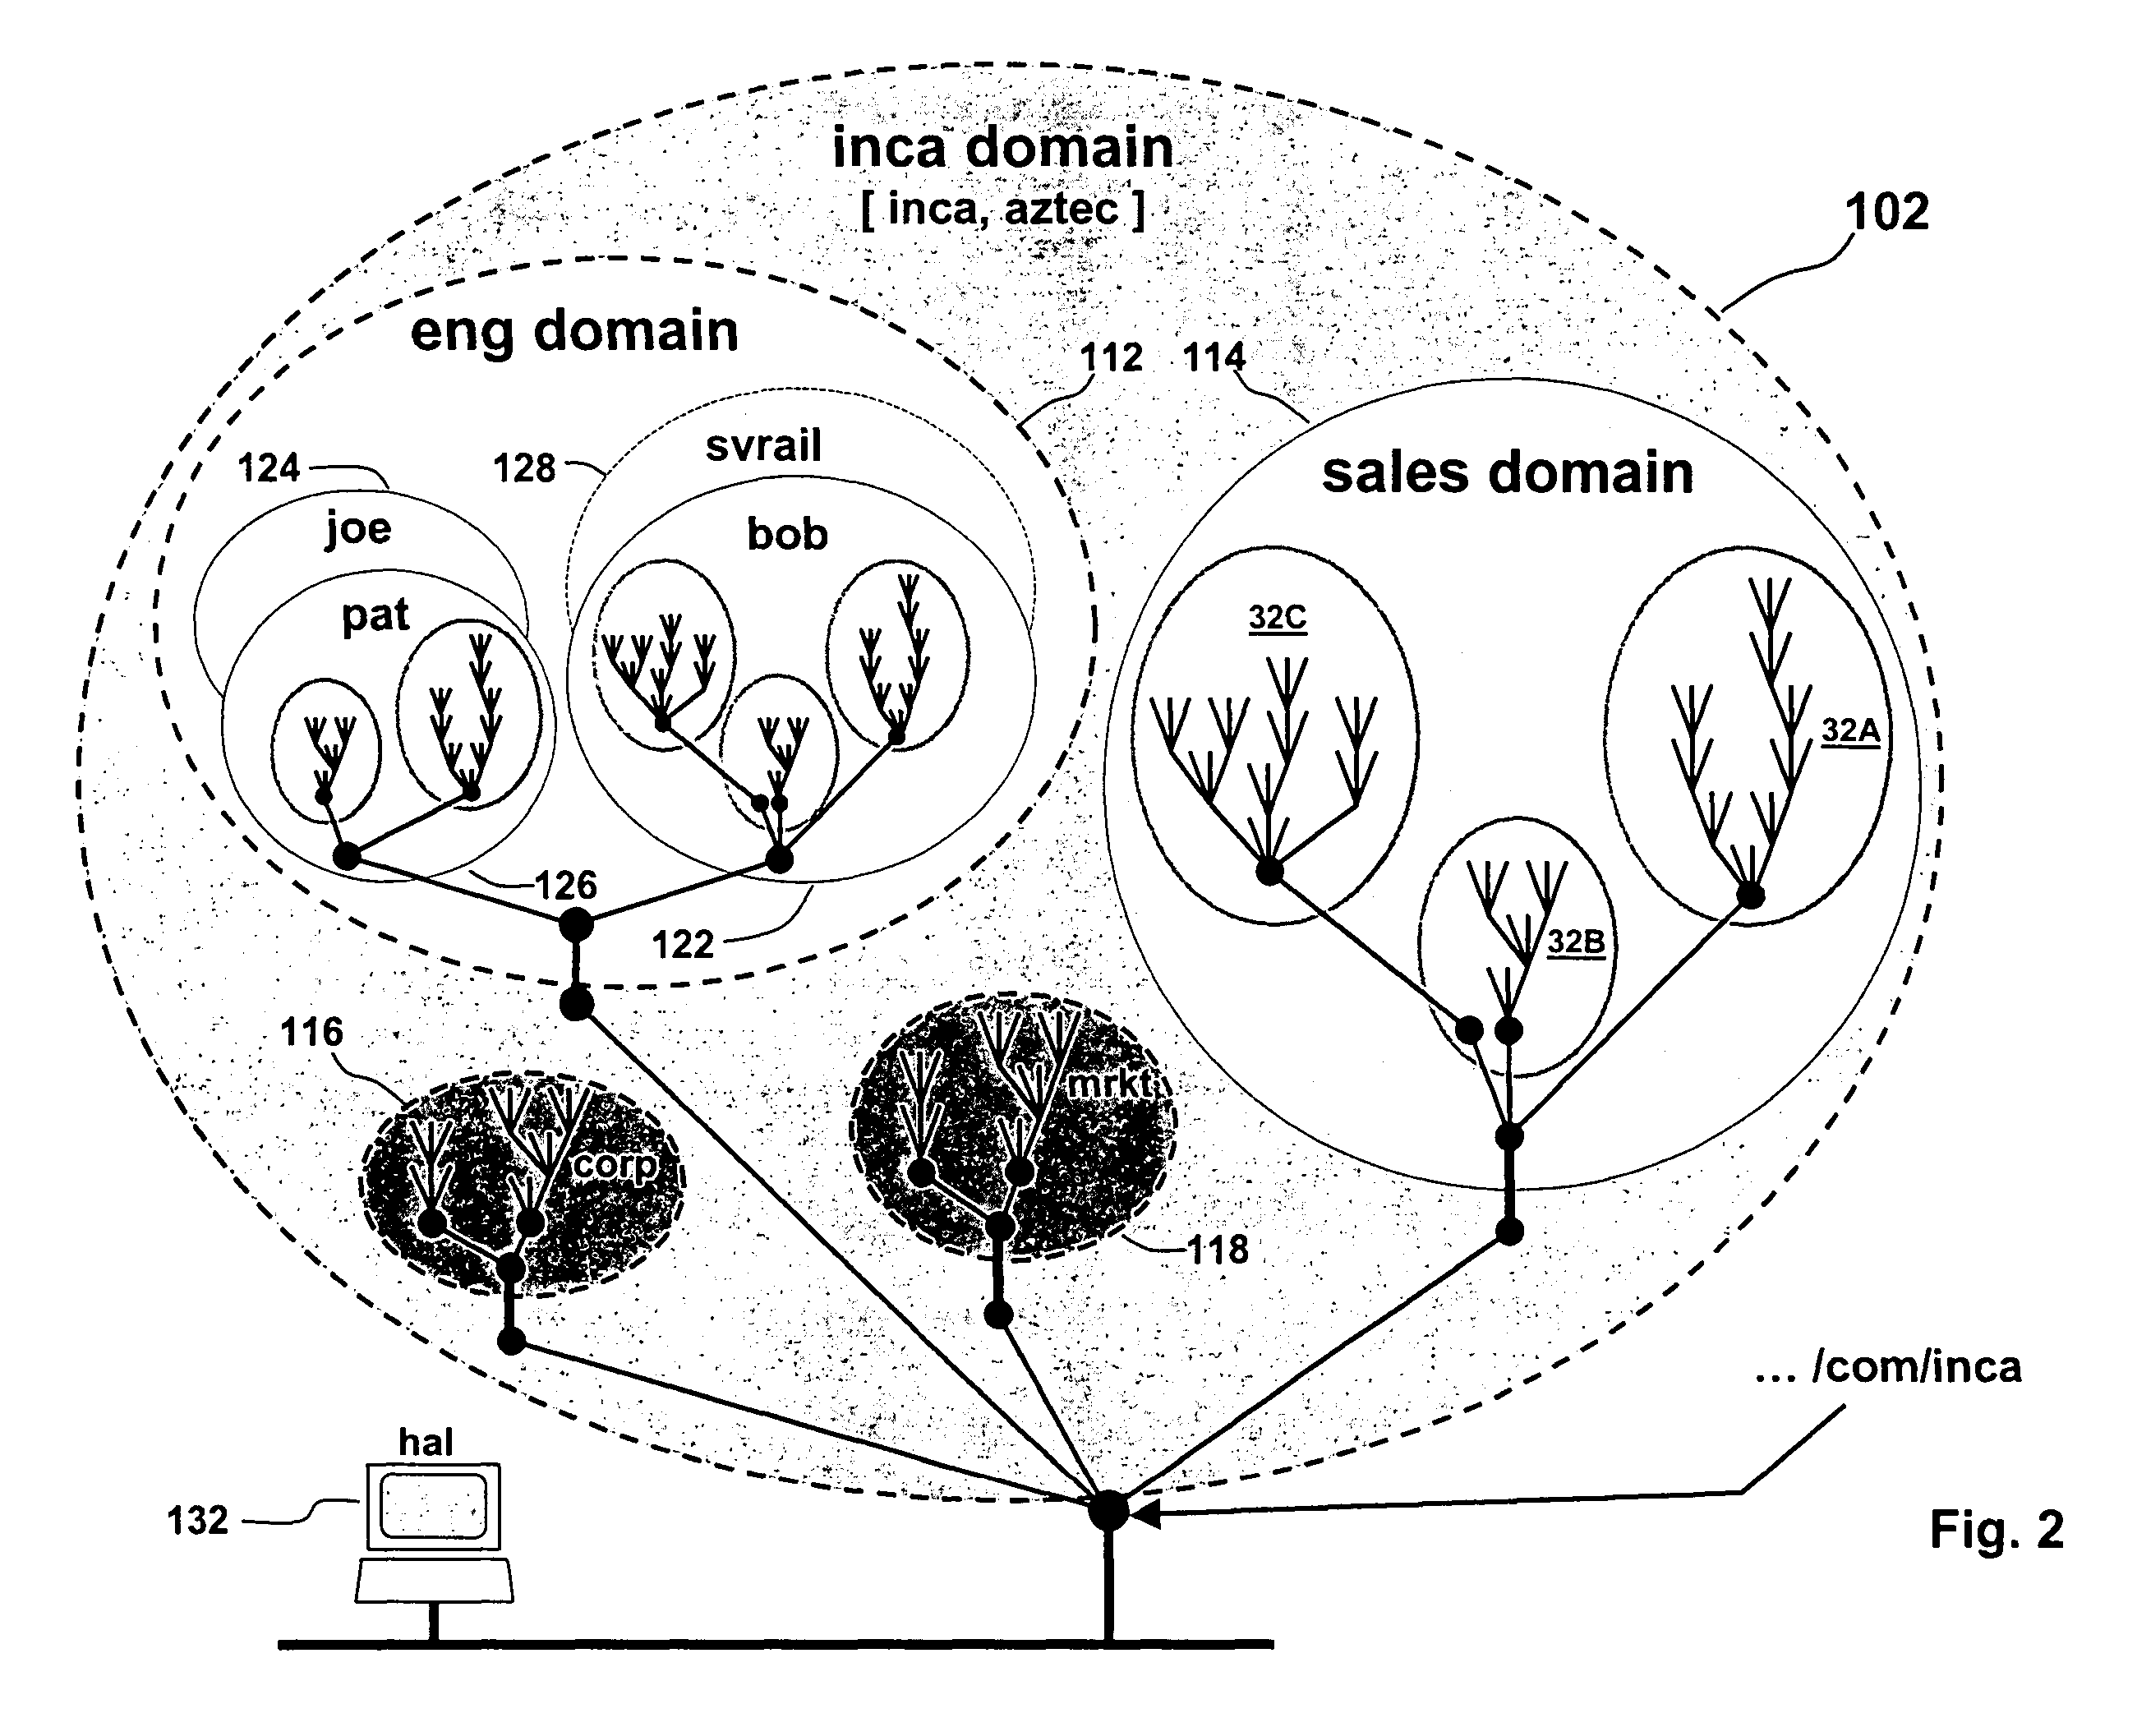 inca domain
[ inca, aztec ]
102
eng domain
112
114
svrail
sales domain
124
128
joe
bob
pat
32C
32A
126
122
32B
116
mrkt
corp
118
... /com/inca
hal
132
Fig. 2